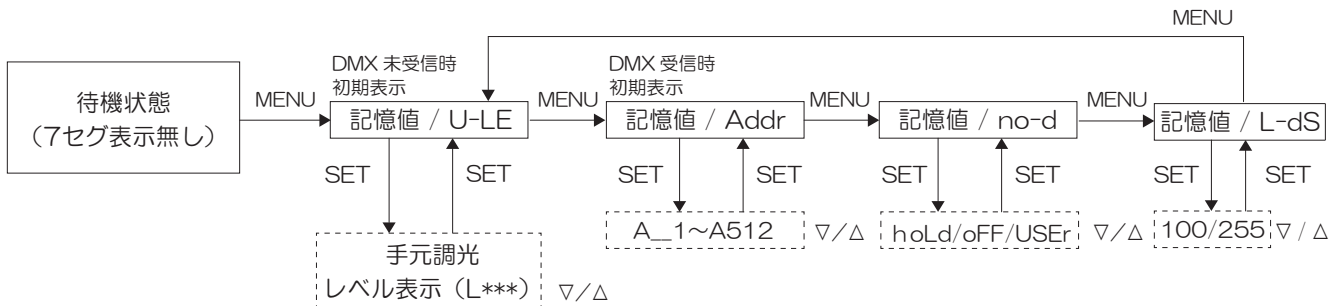 MENU
DMX 未受信時
初期表示
DMX 受信時
初期表示
待機状態
（7セグ表示無し）
MENU
記憶値 / U-LE
MENU
記憶値 / Addr
MENU
記憶値 / no-d
MENU
記憶値 / L-dS
SET SET SET SET SET SET SET SET
手元調光
レベル表示（L***） ▽/△
A__1～A512 ▽/△
hoLd/oFF/USEr ▽/△
100/255 ▽/△